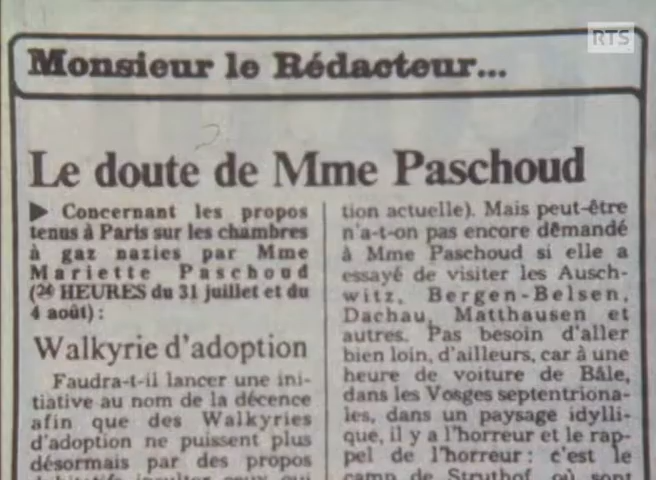 RTS
Monsieur le Rédacteur...
Le doute de Mme Paschoud
▶ Concernant les propos
tenus à Paris sur les chambres
à gaz nazies par Mme
Mariette Paschoud
(24 HEURES du 31 juillet et du
4 août) :
Walkyrie d'adoption
Faudra-t-il lancer une ini-
tiative au nom de la décence
afin que des Walkyries
d'adoption ne puissent plus
désormais par des propos
tion actuelle). Mais peut-être
n'a-t-on pas encore demandé
à Mme Paschoud si elle a
essayé de visiter les Ausch-
witz, Bergen-Belsen,
Dachau, Matthausen et
autres. Pas besoin d'aller
bien loin, d'ailleurs, car à une
heure de voiture de Bâle,
dans les Vosges septentriona-
les, dans un paysage idylli-
que, il y a l'horreur et le rap-
pel de l'horreur : c'est le
camp de Struthof, où sont